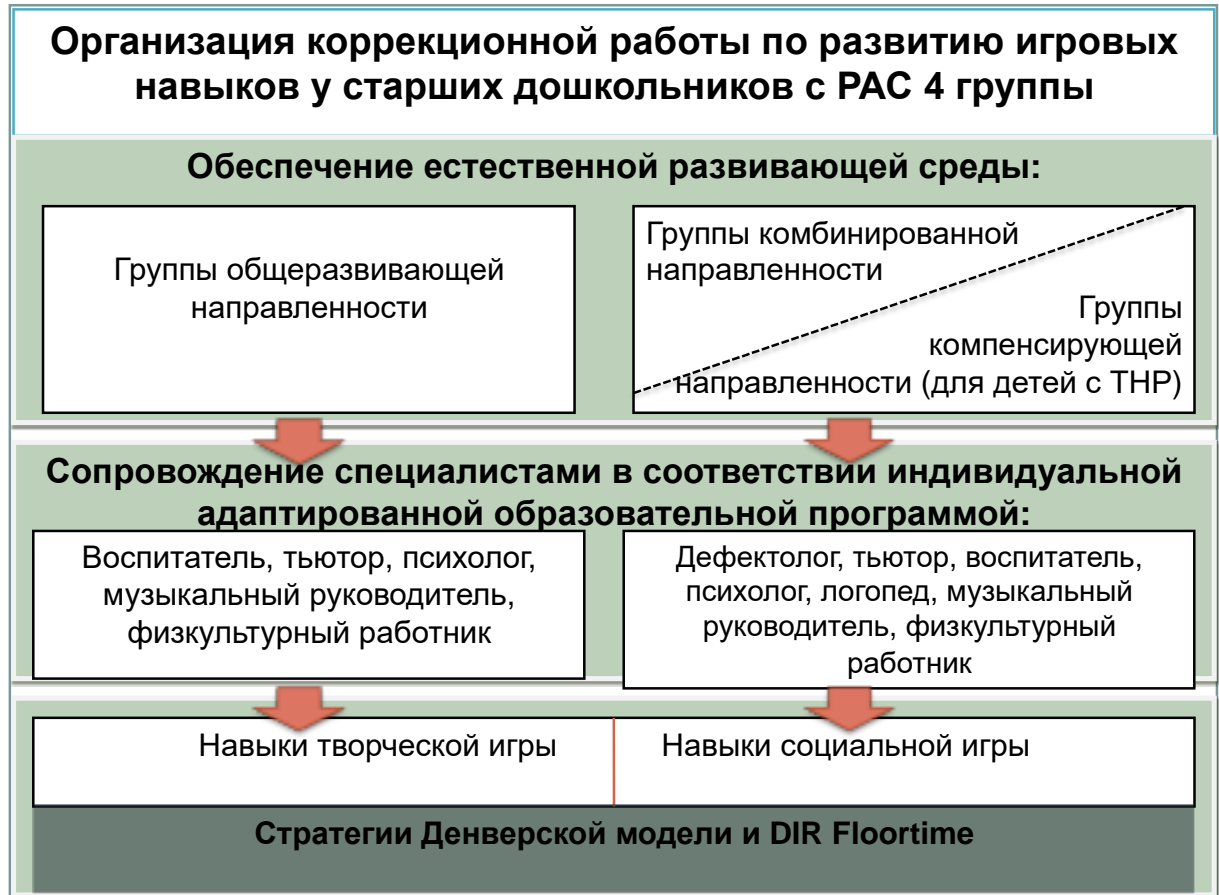 Организация коррекционной работы по развитию игровых
навыков у старших дошкольников с РАС 4 группы
Обеспечение естественной развивающей среды:
Группы общеразвивающей
направленности
Группы комбинированной
направленности
Группы
компенсирующей
направленности (для детей с ТНР)
Сопровождение специалистами в соответствии индивидуальной
адаптированной образовательной программой:
Воспитатель, тьютор, психолог,
музыкальный руководитель,
физкультурный работник
Дефектолог, тьютор, воспитатель,
психолог, логопед, музыкальный
руководитель, физкультурный
работник
Навыки творческой игры
Навыки социальной игры
Стратегии Денверской модели и DIR Floortime